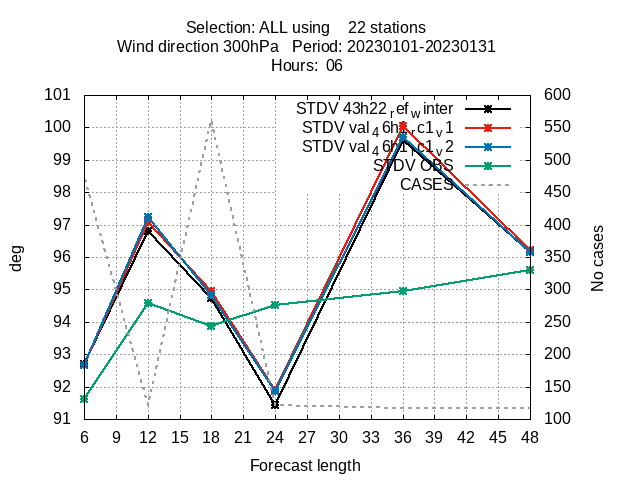 Selection: ALL using 22 stations
Wind direction 300hPa Period: 20230101-20230131
Hours: 06
STDV 43h22refwinter
STDV val46h1rc1v1
STDV val46h1rc1v2
STDV OBS
CASES
deg
No cases
101
100
99
98
97
96
95
94
93
92
91
600
550
500
450
400
350
300
250
200
150
100
6 9 12 15 18 21 24 27 30 33 36 39 42 45 48
Forecast length